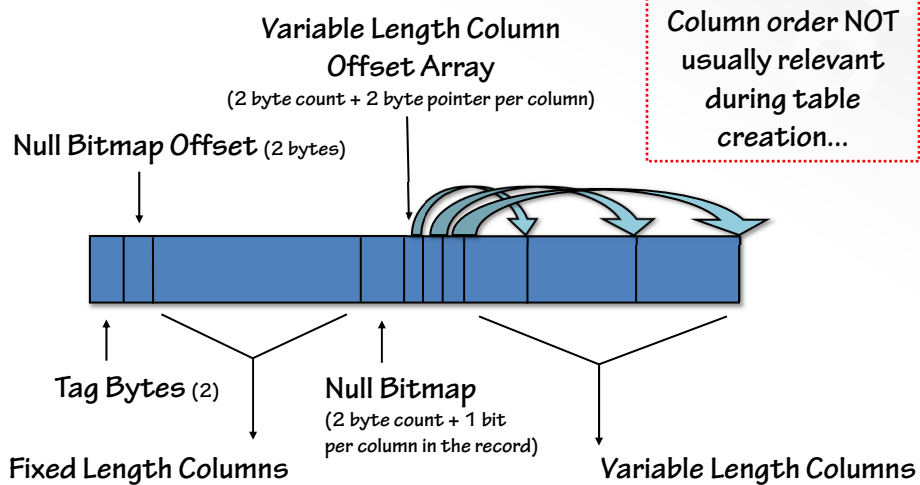 Variable Length Column
Offset Array
(2 byte count + 2 byte pointer per column)
Column order NOT
usually relevant
during table
creation...
Null Bitmap Offset (2 bytes)
Tag Bytes (2)
Null Bitmap
(2 byte count + 1 bit
per column in the record)
Fixed Length Columns
Variable Length Columns